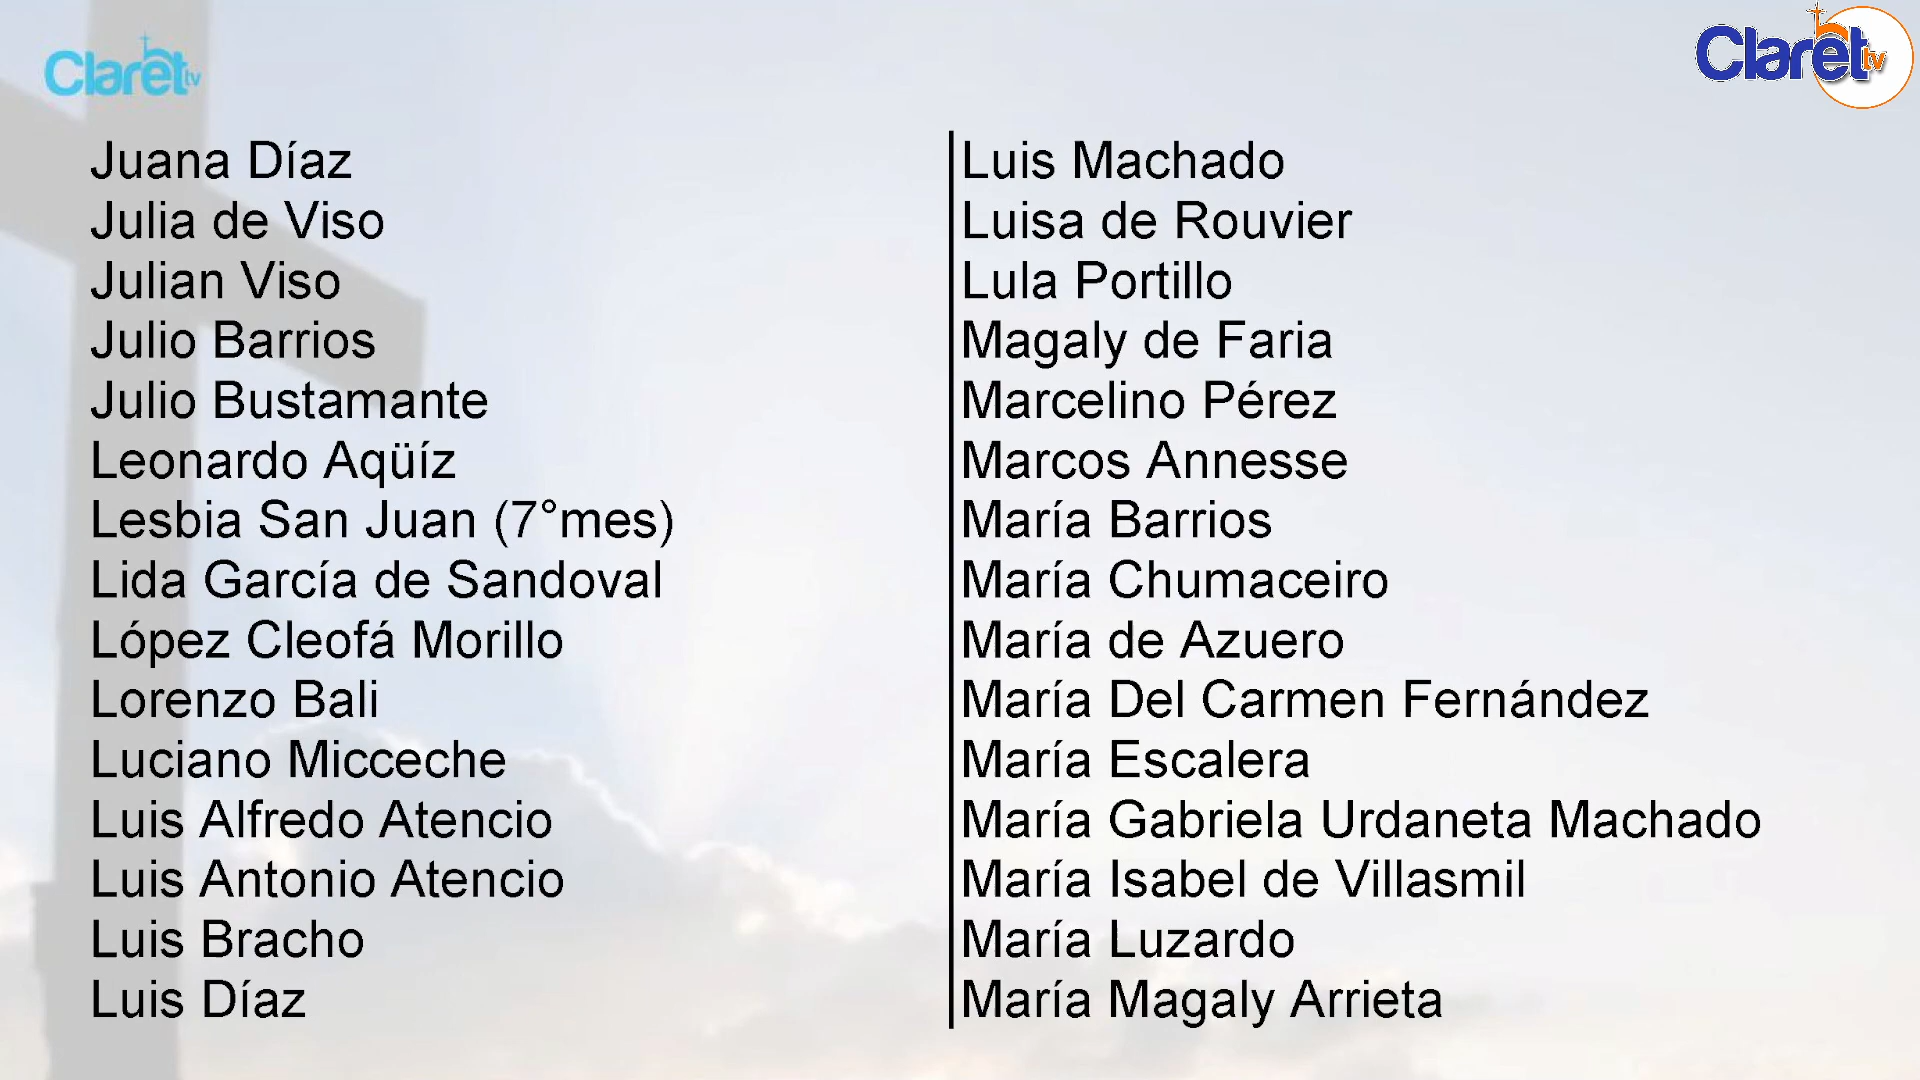 Claret tv
Claret tv
Juana Díaz
Julia de Viso
Julian Viso
Julio Barrios
Julio Bustamante
Leonardo Aqüíz
Lesbia San Juan (7°mes)
Lida García de Sandoval
López Cleofá Morillo
Lorenzo Bali
Luciano Micceche
Luis Alfredo Atencio
Luis Antonio Atencio
Luis Bracho
Luis Díaz
Luis Machado
Luisa de Rouvier
Lula Portillo
Magaly de Faria
Marcelino Pérez
Marcos Annesse
María Barrios
María Chumaceiro
María de Azuero
María Del Carmen Fernández
María Escalera
María Gabriela Urdaneta Machado
María Isabel de Villasmil
María Luzardo
María Magaly Arrieta